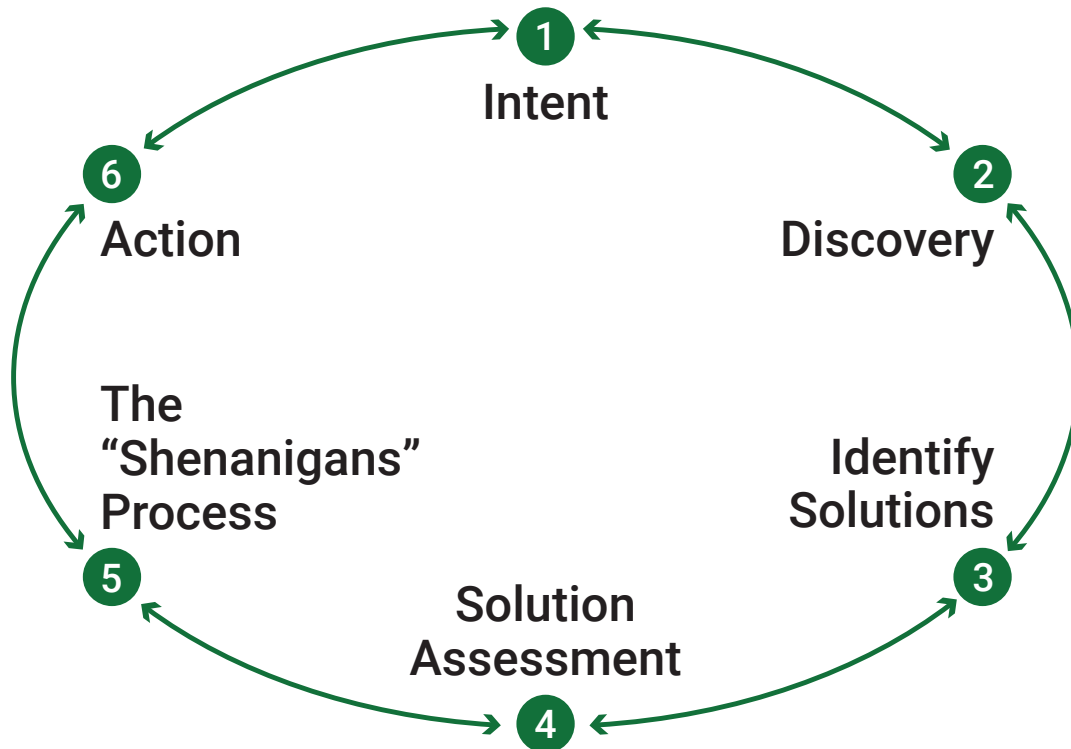 1
Intent
2
Discovery
3
Identify
Solutions
4
Solution
Assessment
5
The
“Shenanigans”
Process
6
Action